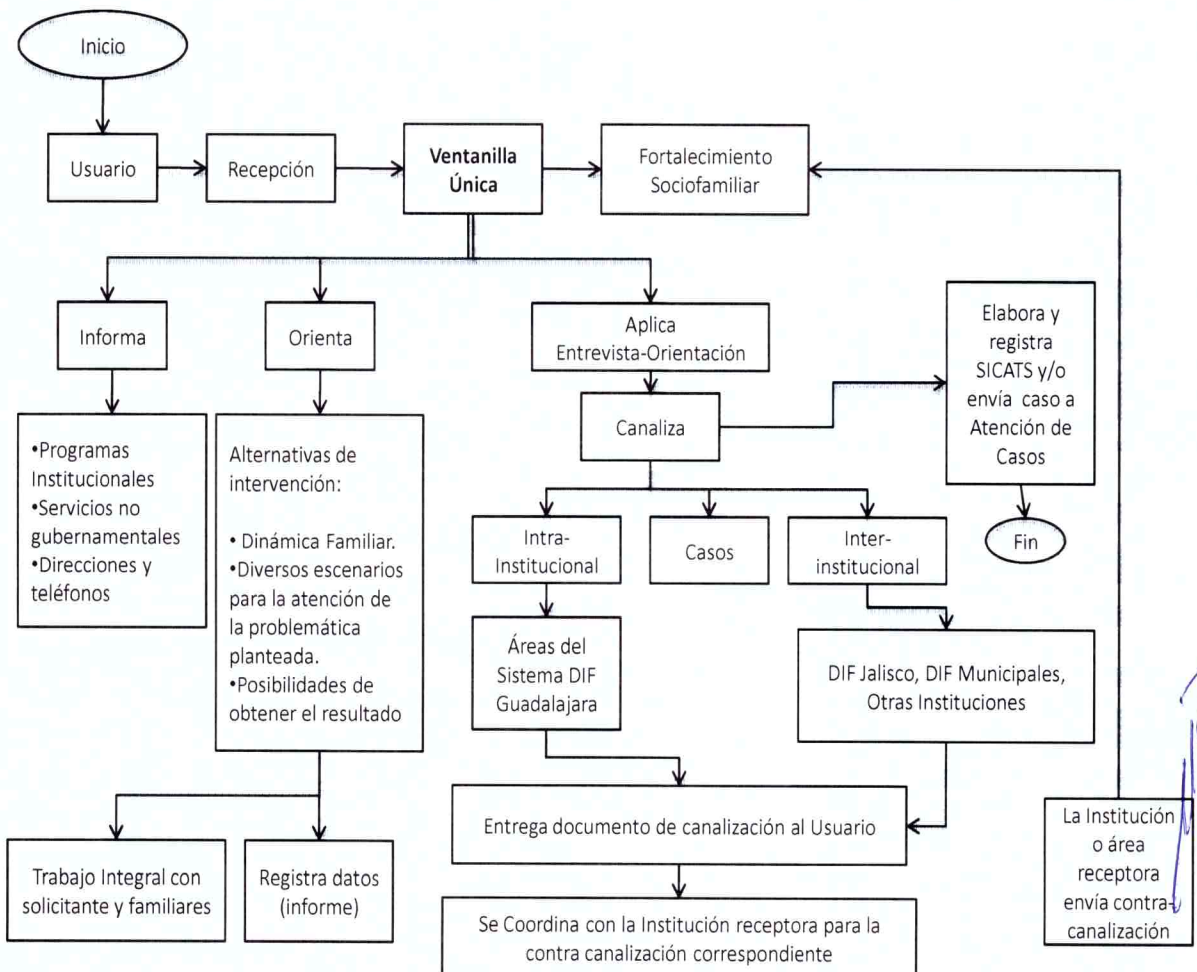 Inicio
Usuario
Recepción
Ventanilla
Única
Fortalecimiento
Sociofamiliar
Informa
Orienta
Aplica
Entrevista-Orientación
Elabora y
registra
SICATS y/o
envía caso a
Atención de
Casos
Canaliza
•Programas
Institucionales
•Servicios no
gubernamentales
•Direcciones y
teléfonos
Alternativas de
intervención:
• Dinámica Familiar.
•Diversos escenarios
para la atención de
la problemática
planteada.
•Posibilidades de
obtener el resultado
Intra-
Institucional
Casos
Inter-
institucional
Fin
Áreas del
Sistema DIF
Guadalajara
DIF Jalisco, DIF Municipales,
Otras Instituciones
Entrega documento de canalización al Usuario
La Institución
o área
receptora
envía contra-
canalización
Trabajo Integral con
solicitante y familiares
Registra datos
(informe)
Se Coordina con la Institución receptora para la
contra canalización correspondiente